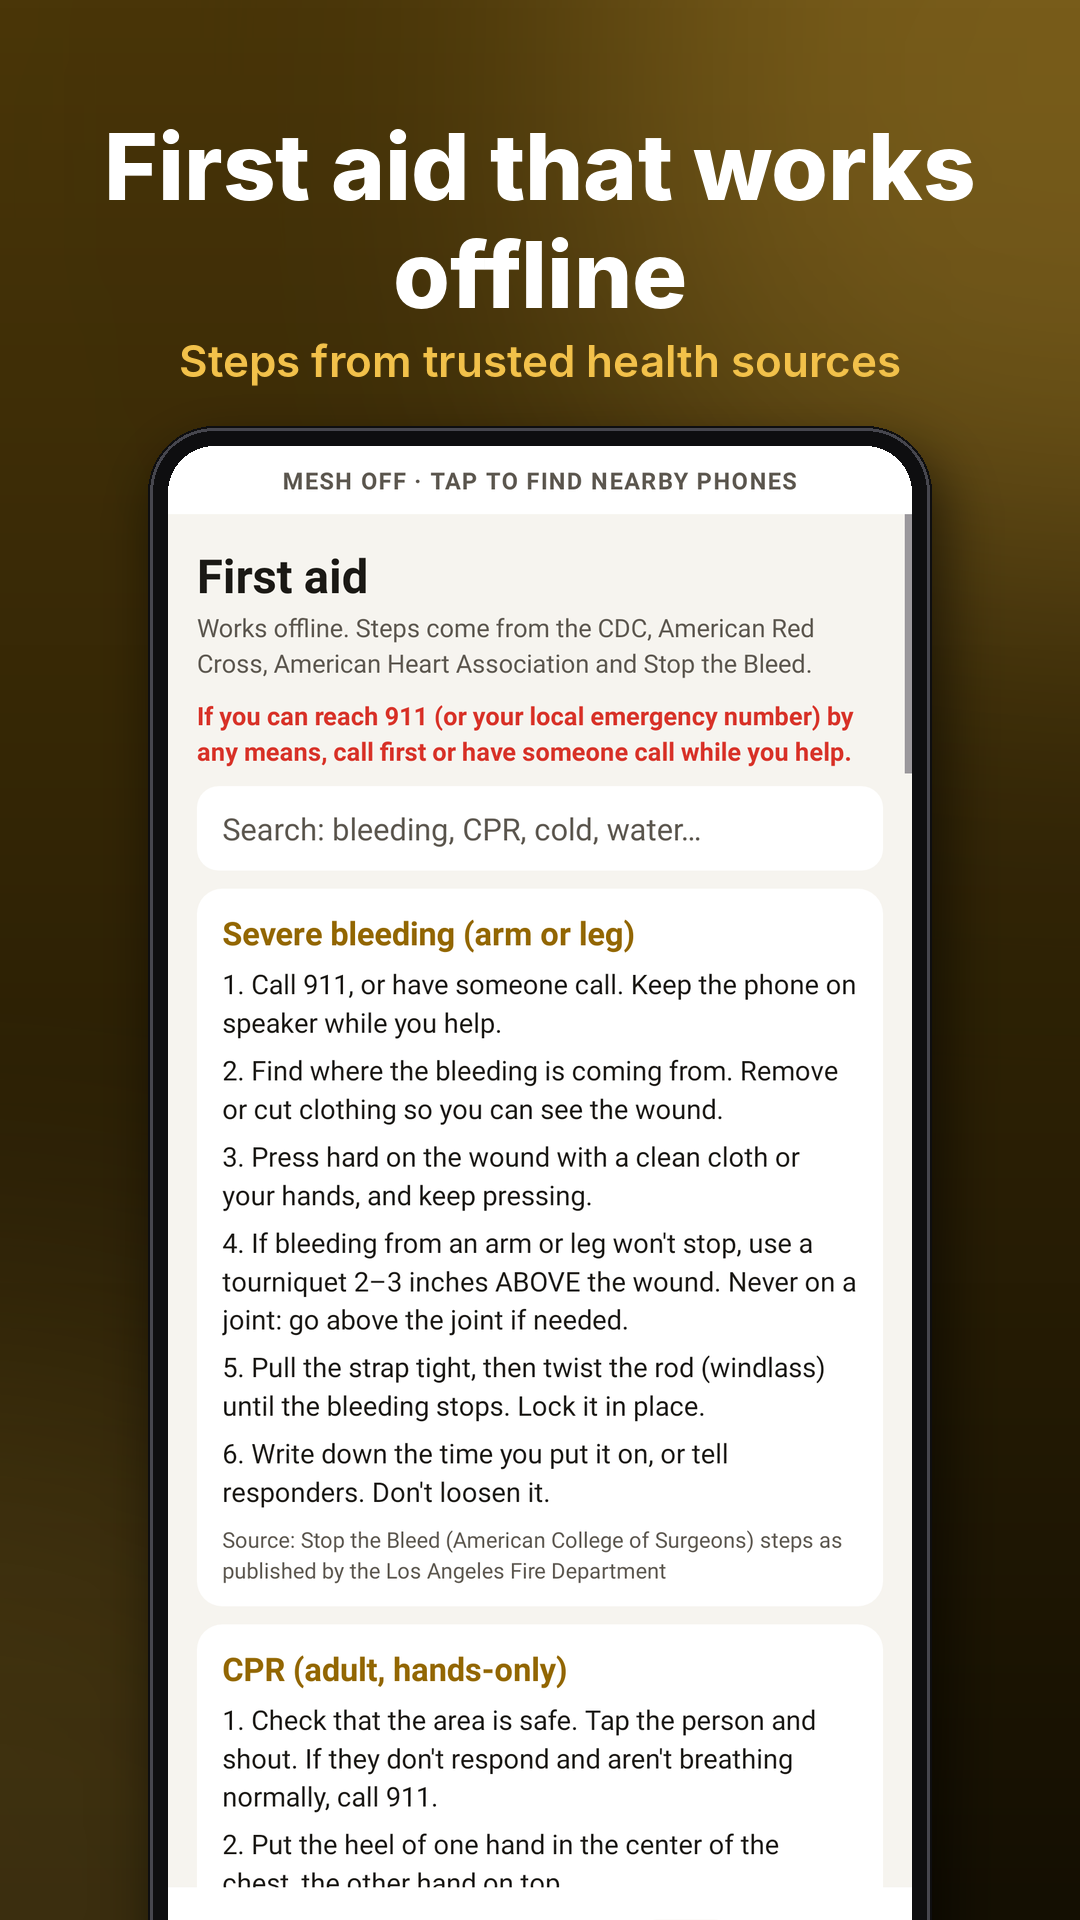 First aid that works
offline
Steps from trusted health sources
MESH OFF · TAP TO FIND NEARBY PHONES
First aid
Works offline. Steps come from the CDC, American Red
Cross, American Heart Association and Stop the Bleed.
If you can reach 911 (or your local emergency number) by
any means, call first or have someone call while you help.
Search: bleeding, CPR, cold, water…
Severe bleeding (arm or leg)
1. Call 911, or have someone call. Keep the phone on
speaker while you help.
2. Find where the bleeding is coming from. Remove
or cut clothing so you can see the wound.
3. Press hard on the wound with a clean cloth or
your hands, and keep pressing.
4. If bleeding from an arm or leg won't stop, use a
tourniquet 2–3 inches ABOVE the wound. Never on a
joint: go above the joint if needed.
5. Pull the strap tight, then twist the rod (windlass)
until the bleeding stops. Lock it in place.
6. Write down the time you put it on, or tell
responders. Don't loosen it.
Source: Stop the Bleed (American College of Surgeons) steps as
published by the Los Angeles Fire Department
CPR (adult, hands-only)
1. Check that the area is safe. Tap the person and
shout. If they don't respond and aren't breathing
normally, call 911.
2. Put the heel of one hand in the center of the
chest, the other hand on top.